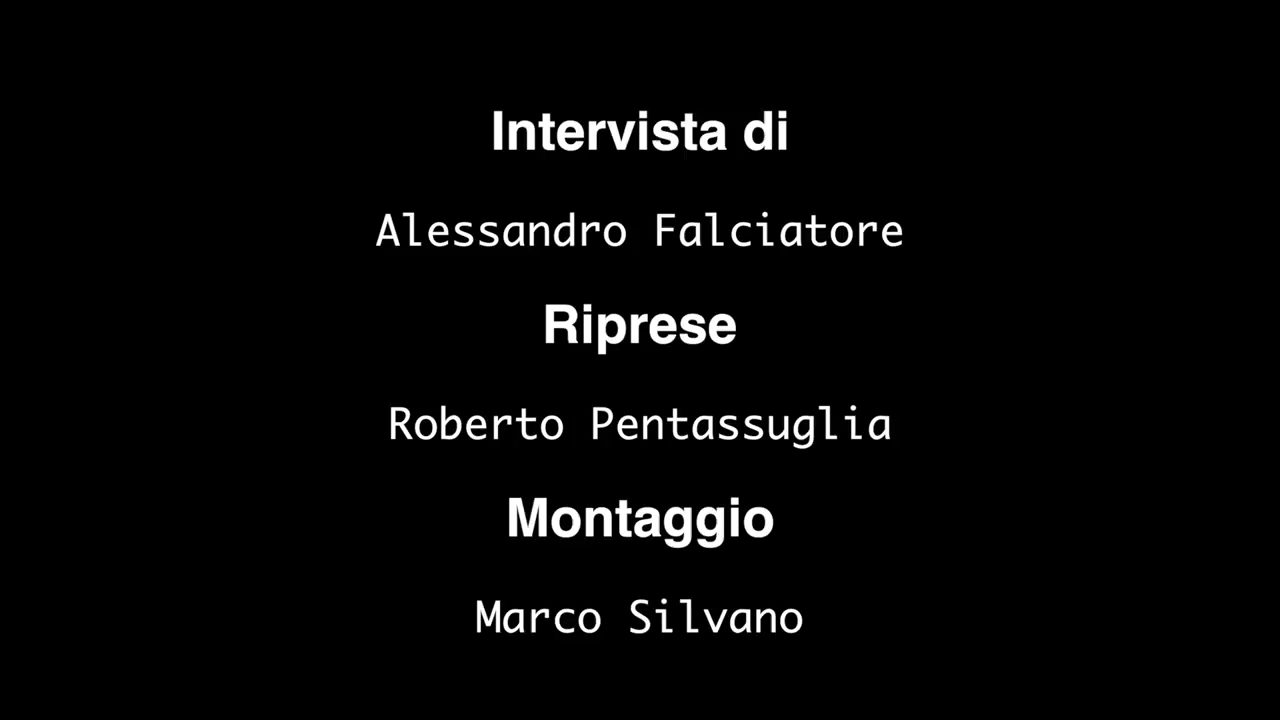 Intervista di
Alessandro Falciatore
Riprese
Roberto Pentassuglia
Montaggio
Marco Silvano